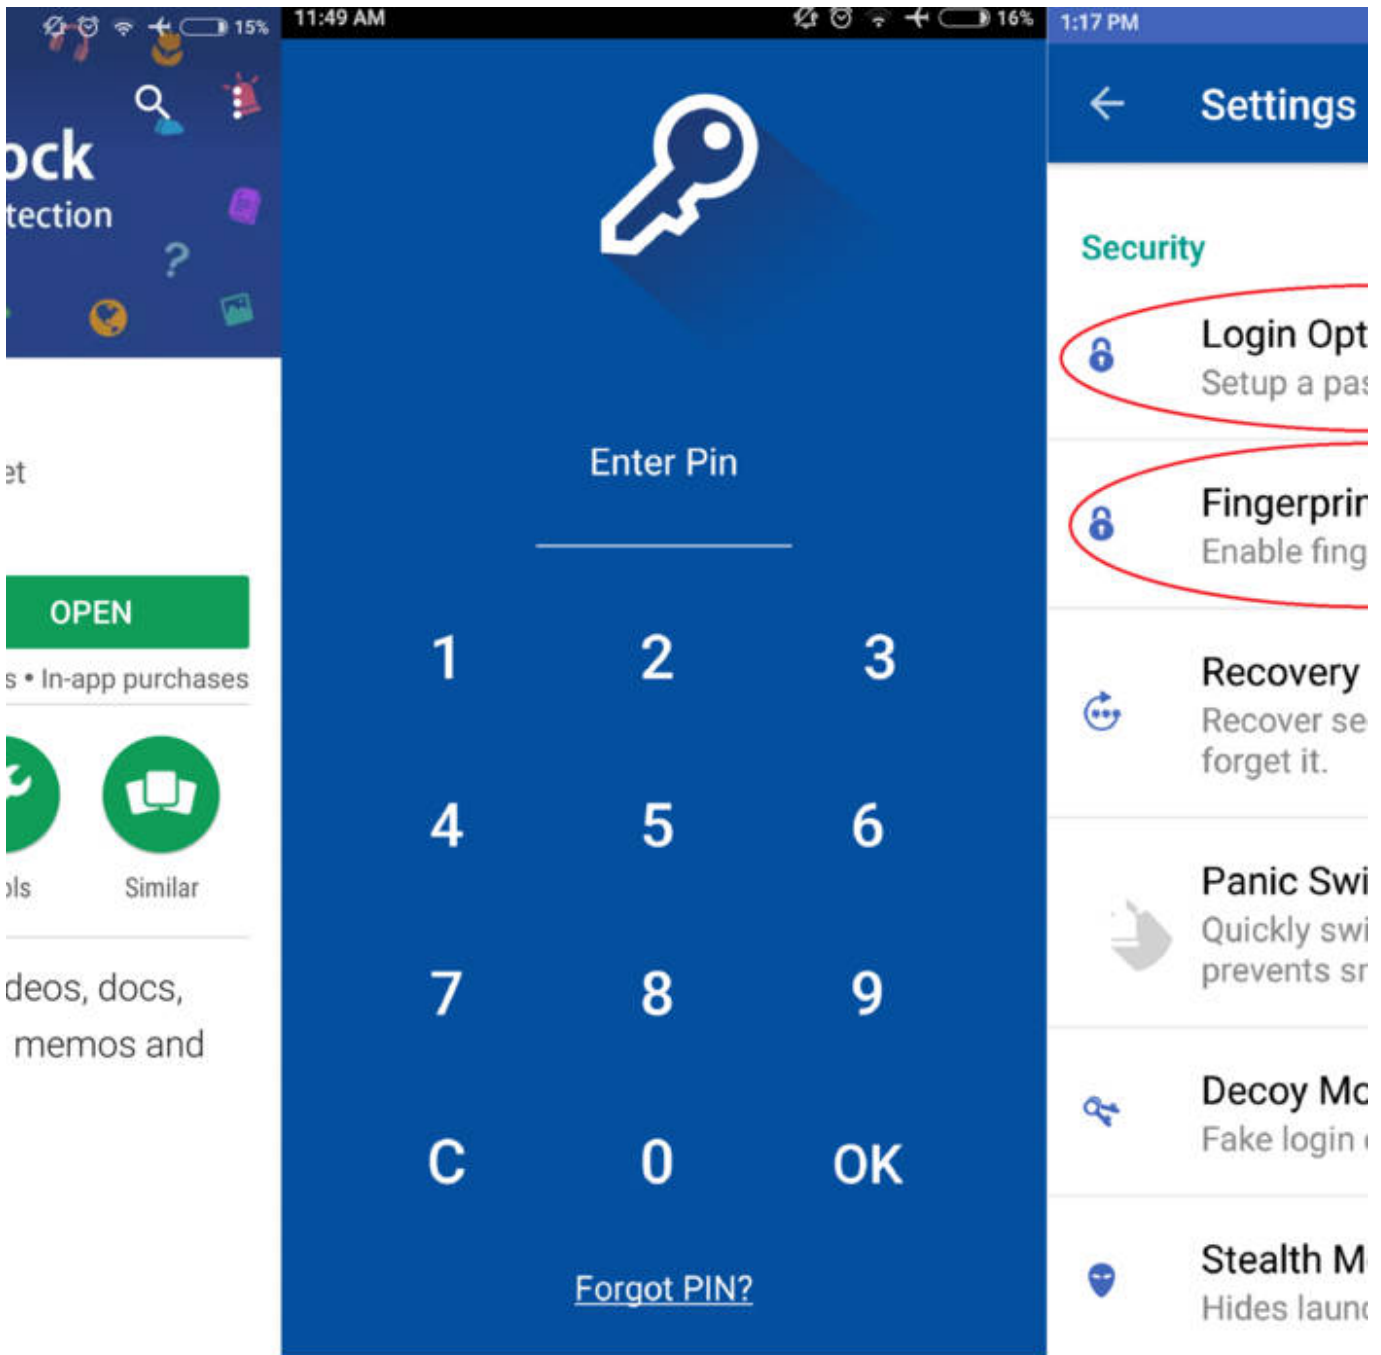 15%
ock
tection
et
OPEN
s • In-app purchases
ols
Similar
deos, docs,
memos and
11:49 AM
16%
Enter Pin
1 2 3
4 5 6
7 8 9
C 0 OK
Forgot PIN?
1:17 PM
Settings
Security
Login Opt
Setup a pas
Fingerprin
Enable fing
Recovery
Recover se
forget it.
Panic Swi
Quickly swi
prevents sn
Decoy Mo
Fake login
Stealth M
Hides launc